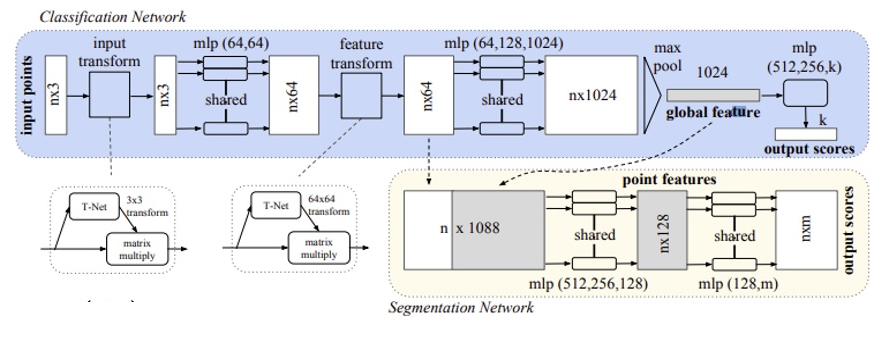 Classification Network
input points
nx3
input
transform
nx3
mlp (64,64)
shared
nx64
feature
transform
nx64
mlp (64,128,1024)
shared
nx1024
max
pool
1024
global feature
mlp
(512,256,k)
k
output scores
T-Net
3x3
transform
matrix
multiply
T-Net
64x64
transform
matrix
multiply
point features
n x 1088
shared
mlp (512,256,128)
nx128
shared
mlp (128,m)
nxm
output scores
Segmentation Network